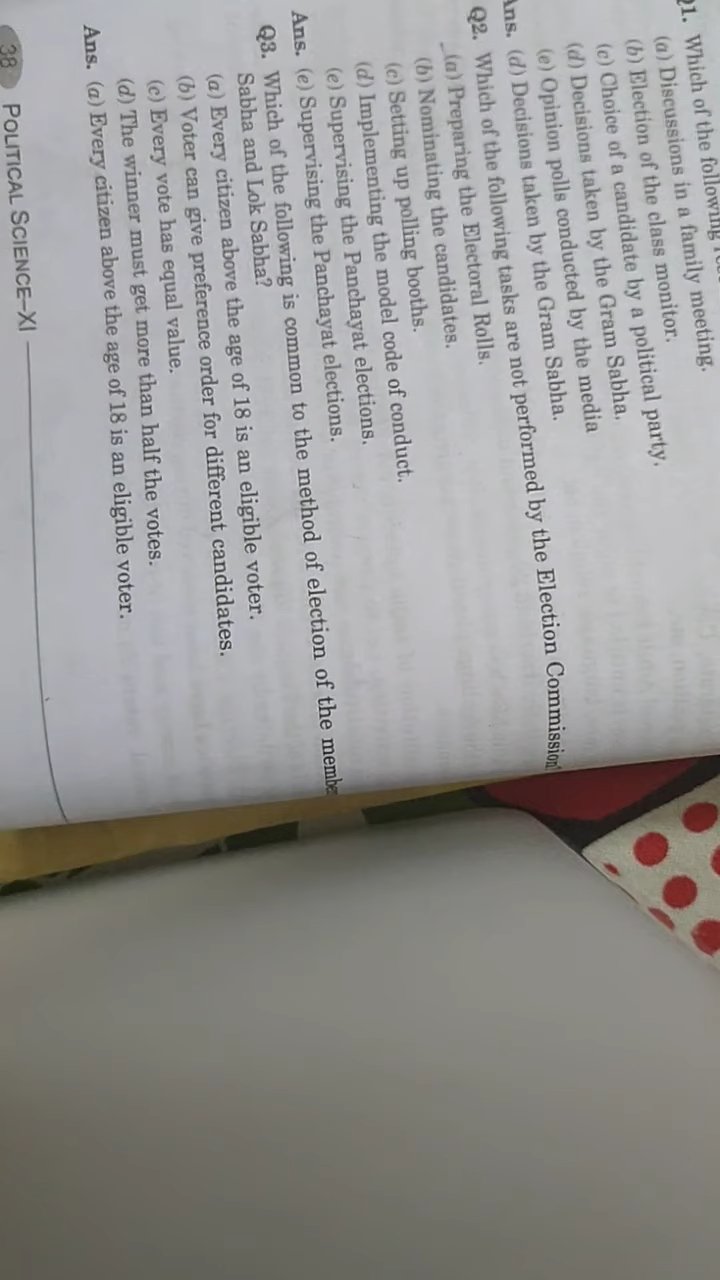 Q1. Which of the following
(a) Discussions in a family meeting.
(b) Election of the class monitor.
(c) Choice of a candidate by a political party.
(d) Decisions taken by the Gram Sabha.
(e) Opinion polls conducted by the media
Ans. (d) Decisions taken by the Gram Sabha.
Q2. Which of the following tasks are not performed by the Election Commission
(a) Preparing the Electoral Rolls.
(b) Nominating the candidates.
(c) Setting up polling booths.
(d) Implementing the model code of conduct.
(e) Supervising the Panchayat elections.
Ans. (e) Supervising the Panchayat elections.
Q3. Which of the following is common to the method of election of the membe
Sabha and Lok Sabha?
(a) Every citizen above the age of 18 is an eligible voter.
(b) Voter can give preference order for different candidates.
(c) Every vote has equal value.
(d) The winner must get more than half the votes.
Ans. (a) Every citizen above the age of 18 is an eligible voter.
38 POLITICAL SCIENCE–XI